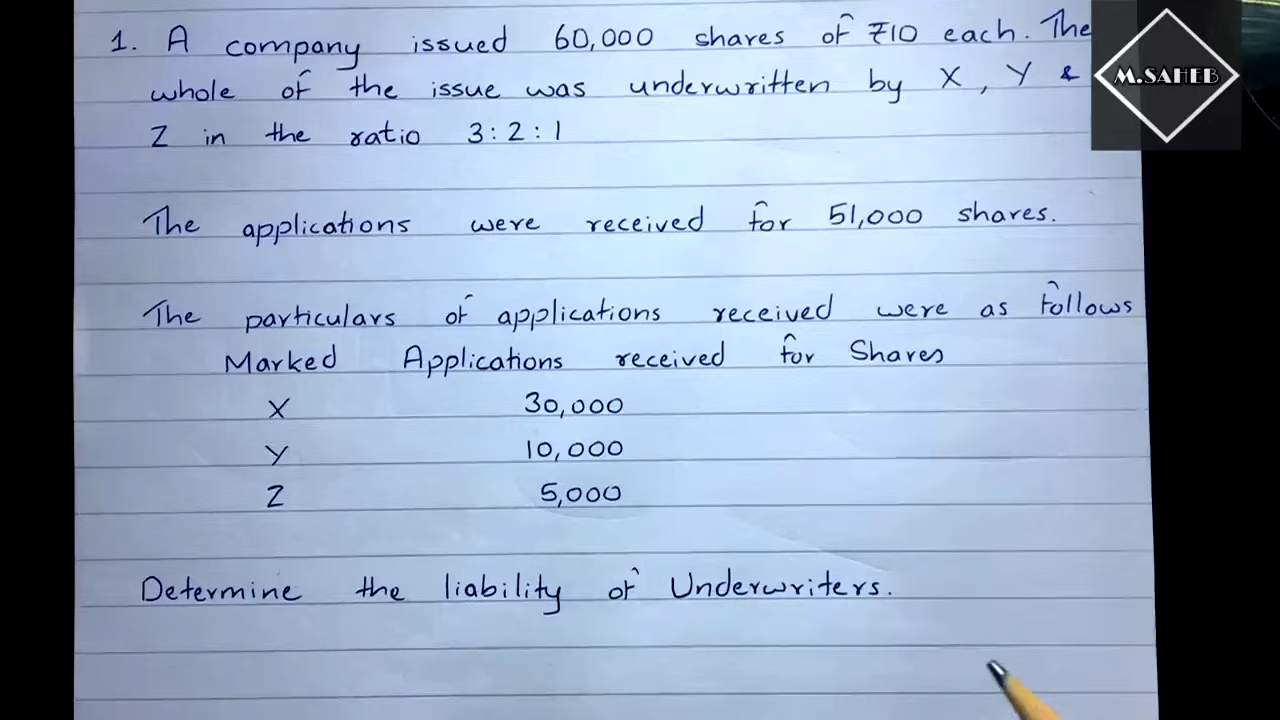 1. A company issued 60,000 shares of ₹10 each. The
whole of the issue was underwritten by X, Y &
Z in the ratio 3:2:1
The applications were received for 51,000 shares.
The particulars of applications received were as follows
Marked Applications received for Shares
X 30,000
Y 10,000
Z 5,000
Determine the liability of Underwriters.
M.SAHEB